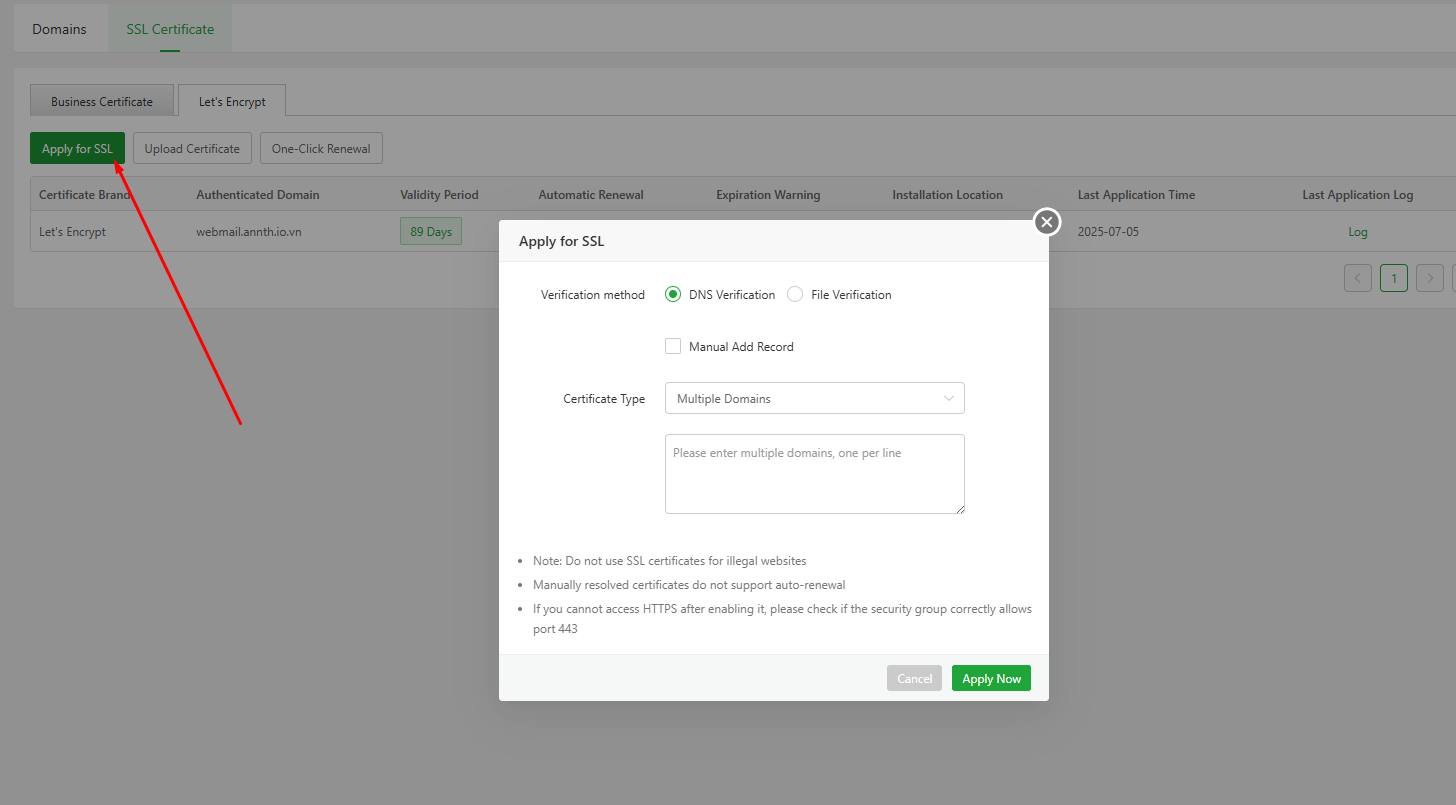 Domains SSL Certificate
Business Certificate Let's Encrypt
Apply for SSL Upload Certificate One-Click Renewal
Certificate Brand Authenticated Domain Validity Period Automatic Renewal Expiration Warning Installation Location Last Application Time Last Application Log
Let's Encrypt webmail.annth.io.vn 89 Days 2025-07-05 Log
1
Apply for SSL
Verification method DNS Verification File Verification
Manual Add Record
Certificate Type Multiple Domains
Please enter multiple domains, one per line
Note: Do not use SSL certificates for illegal websites
Manually resolved certificates do not support auto-renewal
If you cannot access HTTPS after enabling it, please check if the security group correctly allows
port 443
Cancel Apply Now